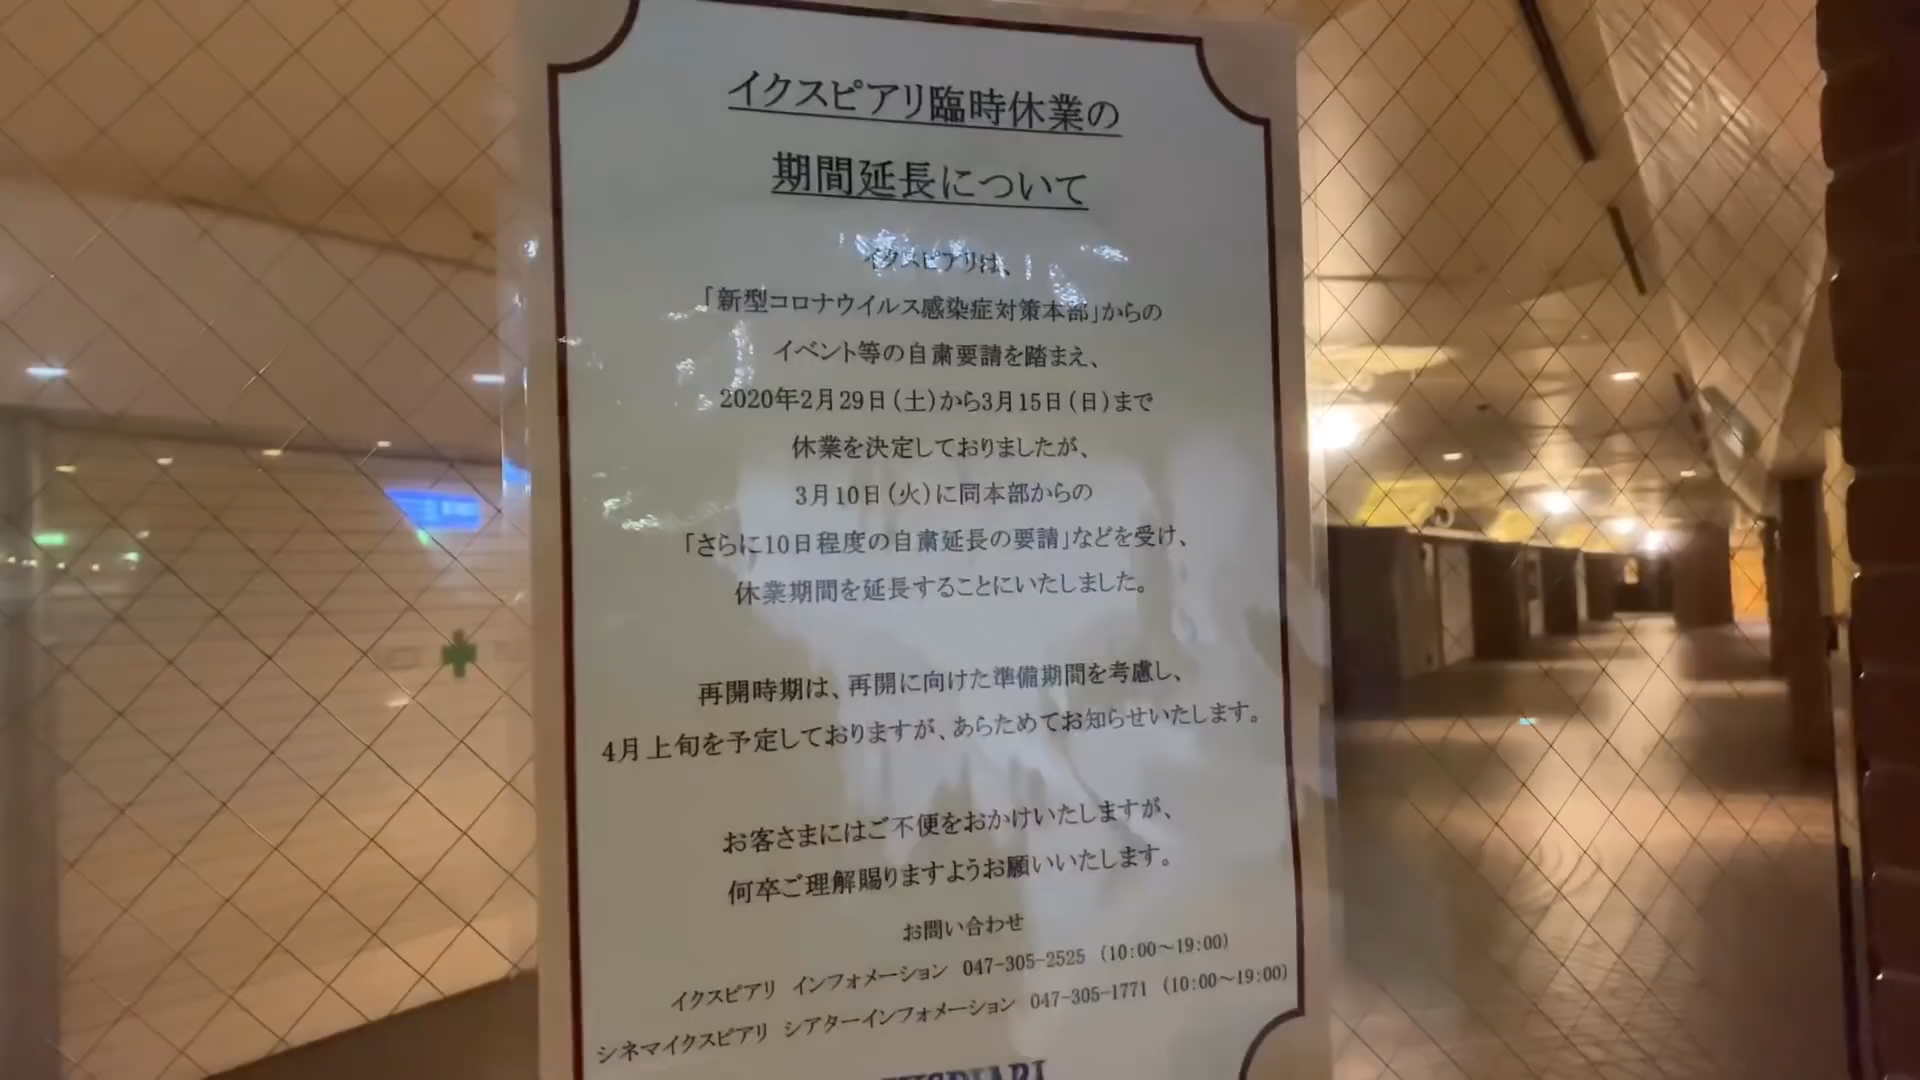 イクスピアリ臨時休業の
期間延長について
イクスピアリは、
「新型コロナウイルス感染症対策本部」からの
イベント等の自粛要請を踏まえ、
2020年2月29日(土)から3月15日(日)まで
休業を決定しておりましたが、
3月10日(火)に同本部からの
「さらに10日程度の自粛延長の要請」などを受け、
休業期間を延長することにいたしました。
再開時期は、再開に向けた準備期間を考慮し、
4月上旬を予定しておりますが、あらためてお知らせいたします。
お客さまにはご不便をおかけいたしますが、
何卒ご理解賜りますようお願いいたします。
お問い合わせ
イクスピアリ インフォメーション 047-305-2525 (10:00～19:00)
シネマイクスピアリ シアターインフォメーション 047-305-1771 (10:00～19:00)